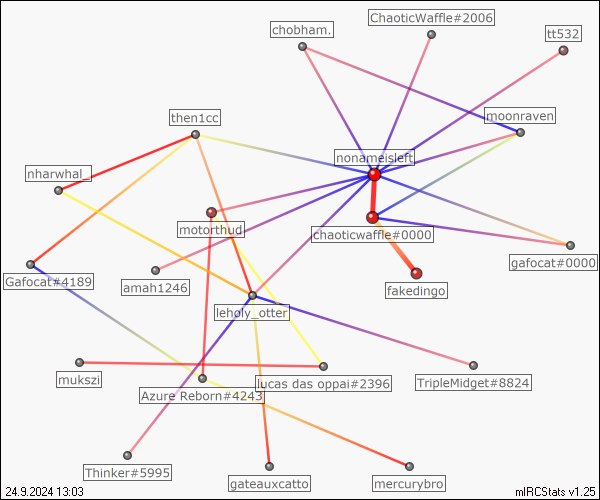 ChaoticWaffle#2006
chobham.
tt532
then1cc
moonraven
nonameisleft
nharwhal_
motorthud
chaoticwaffle#0000
gafocat#0000
Gafocat#4189
amah1246
fakedingo
leholy_otter
mukszi
Azure Reborn#4243
lucas das oppai#2396
TripleMidget#8824
Thinker#5995
gateauxcatto
mercurybro
24.9.2024 13:03
mIRCStats v1.25